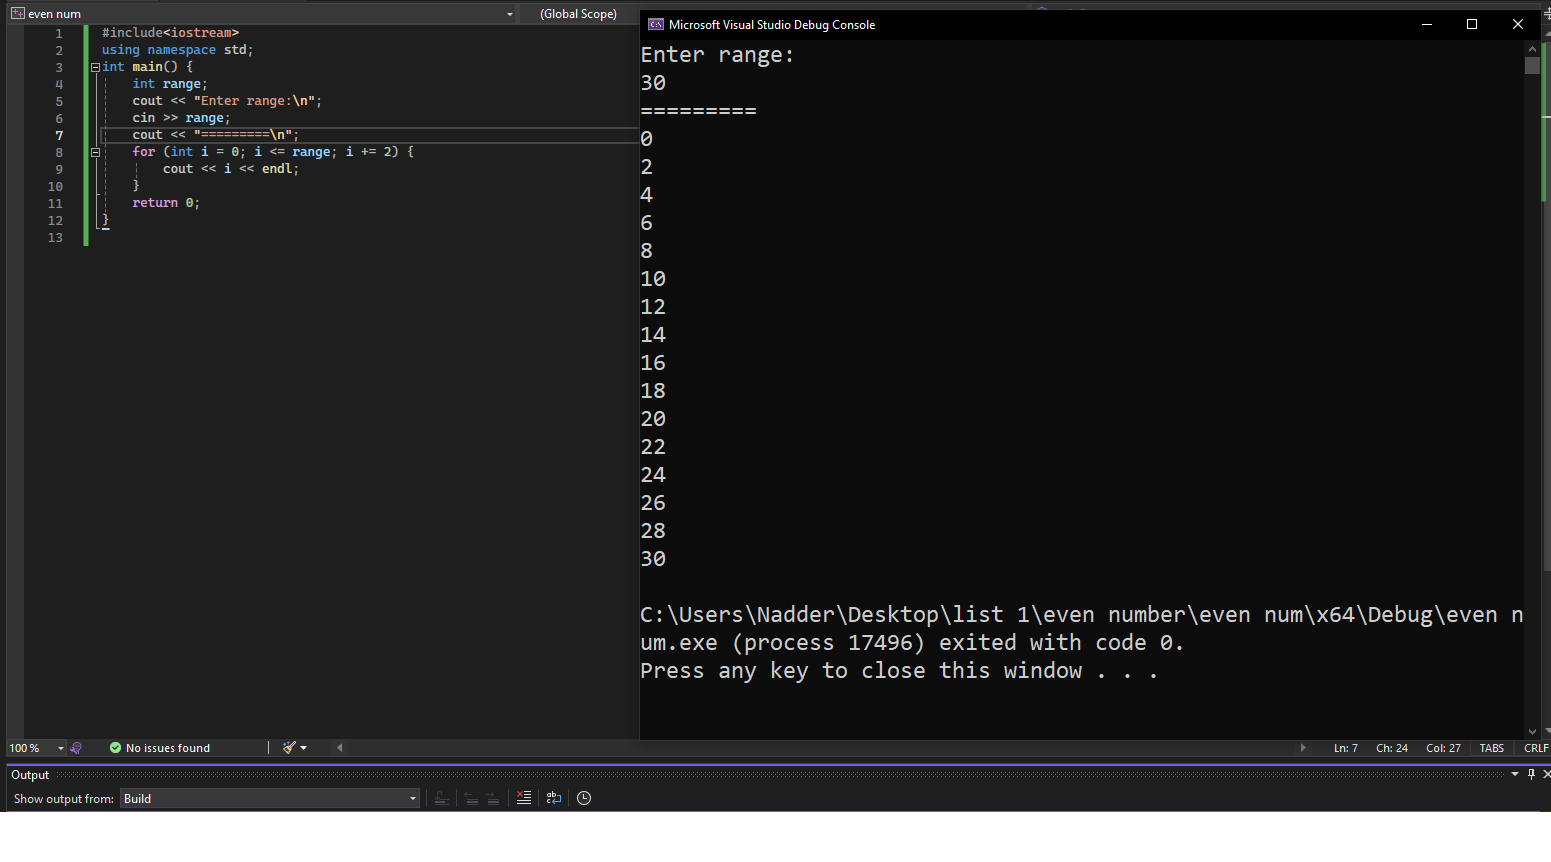 even num
(Global Scope)
1 #include<iostream>
2 using namespace std;
3 int main() {
4 int range;
5 cout << "Enter range:\n";
6 cin >> range;
7 cout << "=========\n";
8 for (int i = 0; i <= range; i += 2) {
9 cout << i << endl;
10 }
11 return 0;
12 }
13
Microsoft Visual Studio Debug Console
Enter range:
30
=========
0
2
4
6
8
10
12
14
16
18
20
22
24
26
28
30
C:\Users\Nadder\Desktop\list 1\even number\even num\x64\Debug\even n
um.exe (process 17496) exited with code 0.
Press any key to close this window . . .
100 % No issues found Ln: 7 Ch: 24 Col: 27 TABS CRLF
Output
Show output from: Build